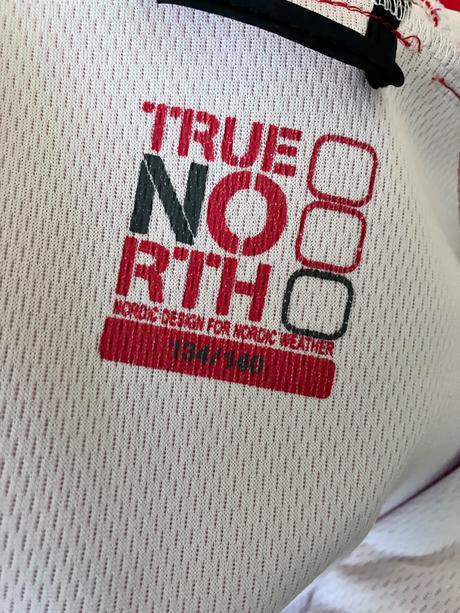 TRUE
NO
RTH
NORDIC DESIGN FOR NORDIC WEATHER
134/140